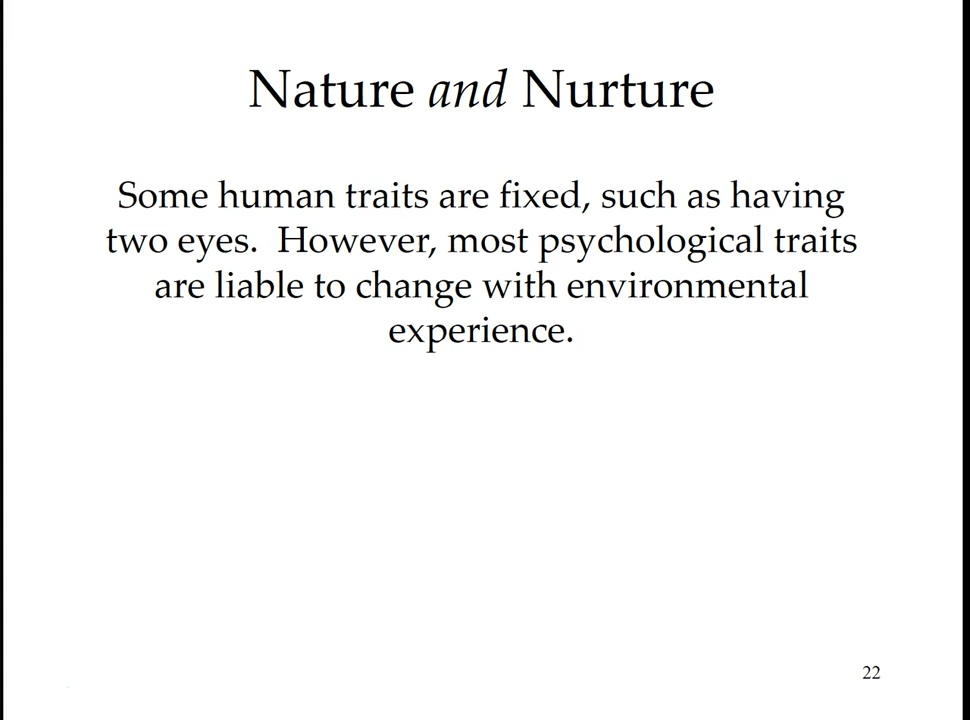 Nature and Nurture
Some human traits are fixed, such as having
two eyes.  However, most psychological traits
are liable to change with environmental
experience.
22